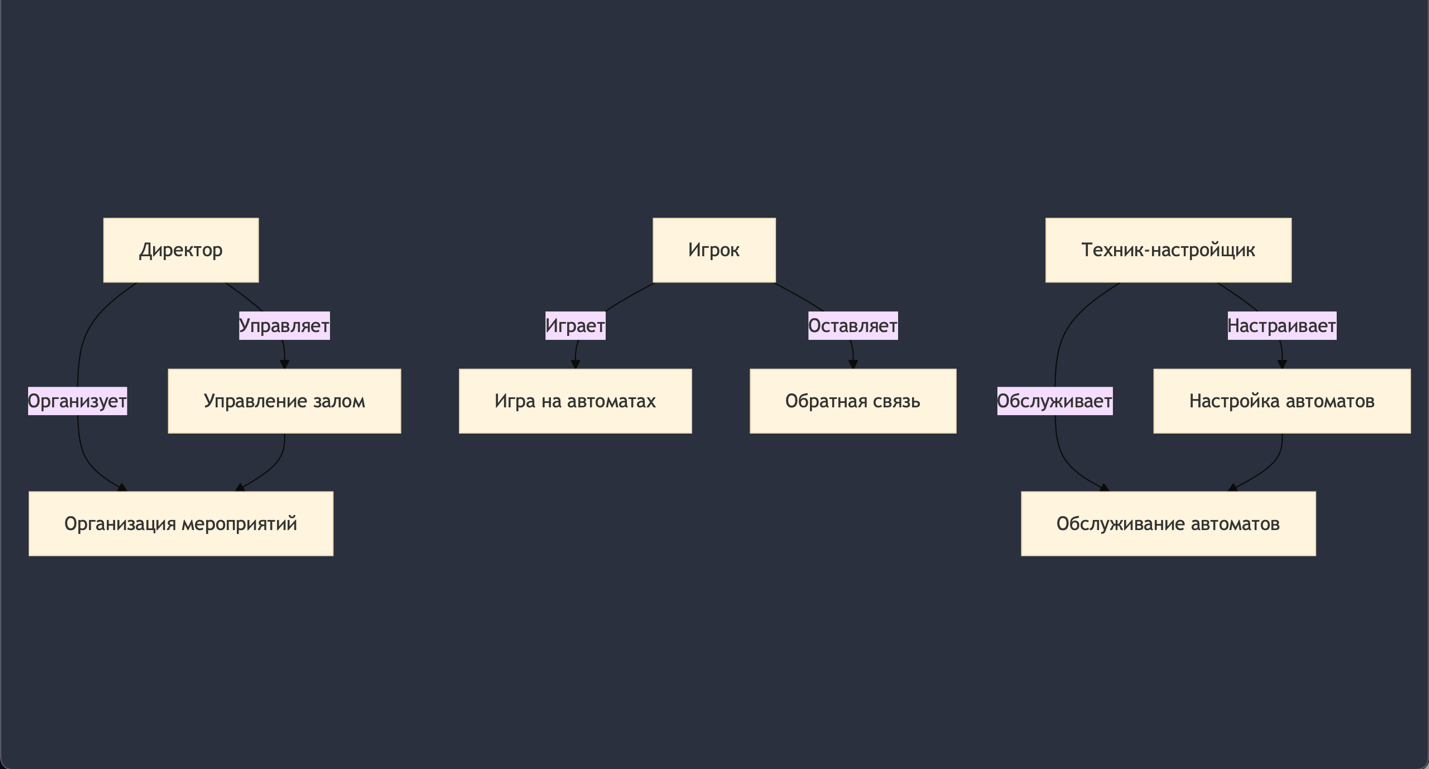 Директор
Игрок
Техник-настройщик
Управляет
Играет
Оставляет
Настраивает
Организует
Управление залом
Игра на автоматах
Обратная связь
Обслуживает
Настройка автоматов
Организация мероприятий
Обслуживание автоматов